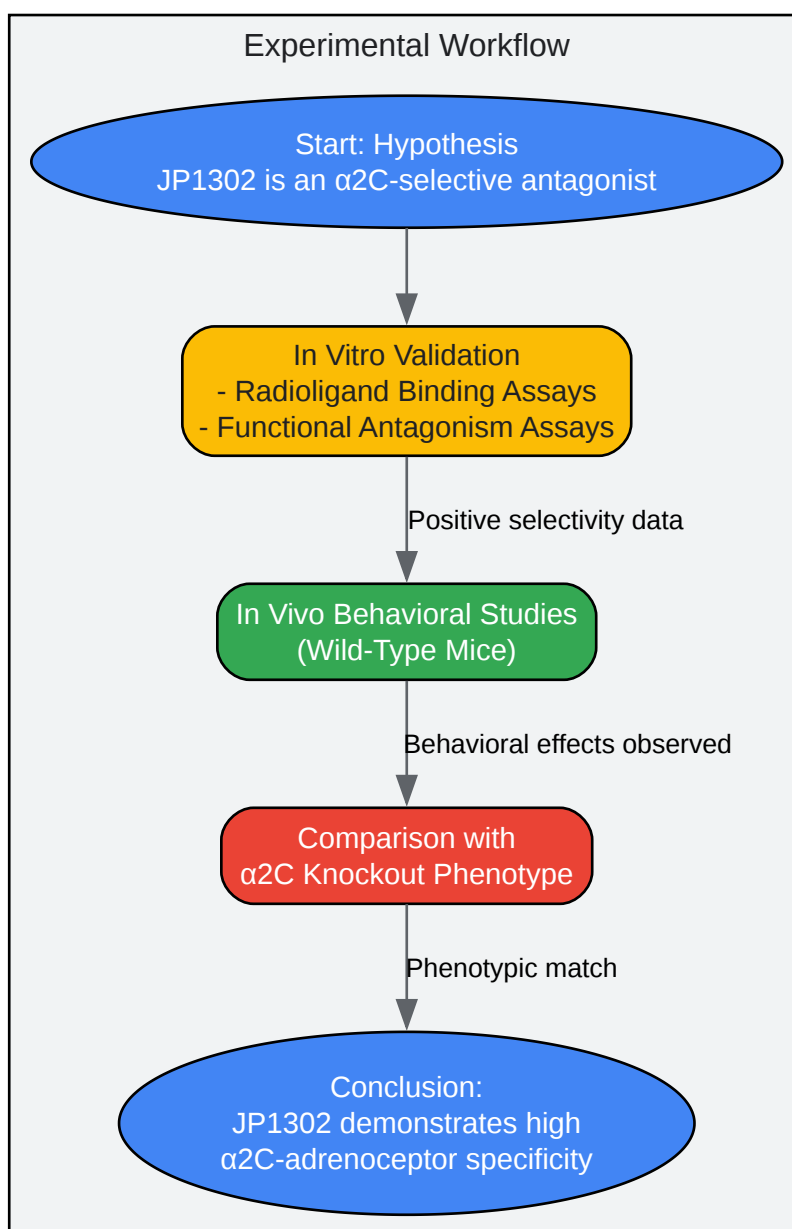 Experimental Workflow
Start: Hypothesis
JP1302 is an α2C-selective antagonist
In Vitro Validation
- Radioligand Binding Assays
- Functional Antagonism Assays
Positive selectivity data
In Vivo Behavioral Studies
(Wild-Type Mice)
Behavioral effects observed
Comparison with
α2C Knockout Phenotype
Phenotypic match
Conclusion:
JP1302 demonstrates high
α2C-adrenoceptor specificity